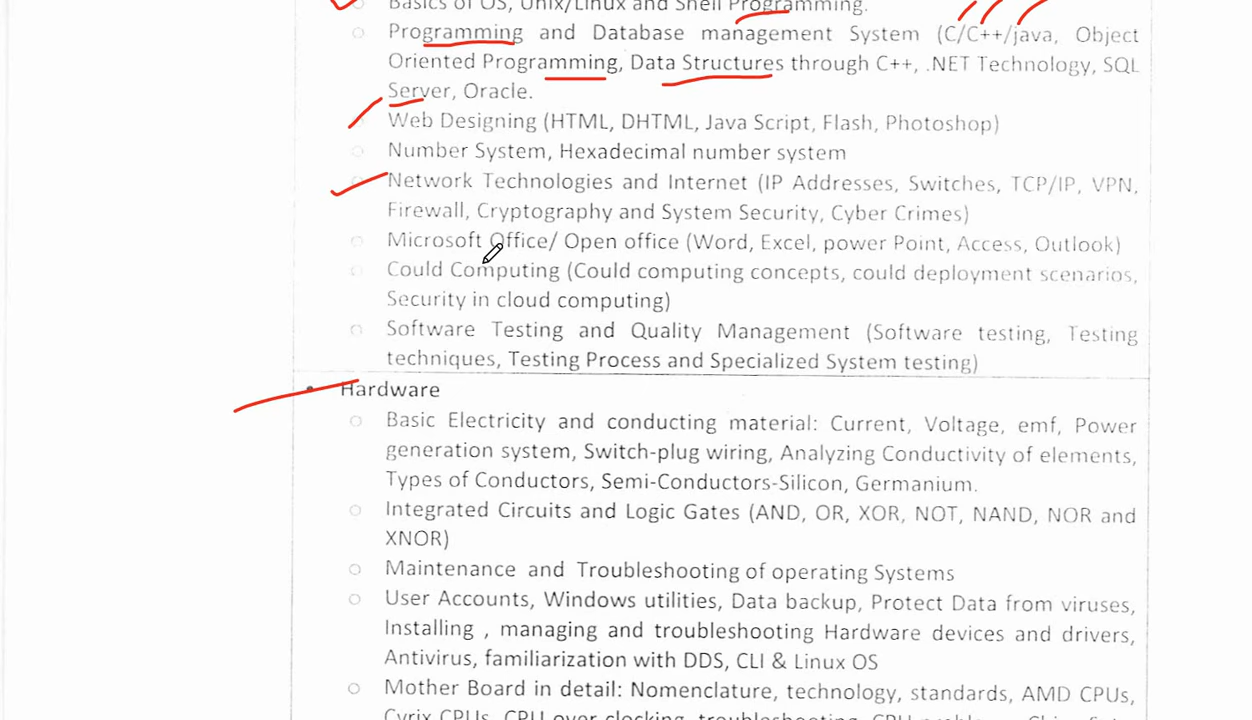 Basics of OS, Unix/Linux and Shell Programming.
Programming and Database management System (C/C++/java, Object
Oriented Programming, Data Structures through C++, .NET Technology, SQL
Server, Oracle.
Web Designing (HTML, DHTML, Java Script, Flash, Photoshop)
Number System, Hexadecimal number system
Network Technologies and Internet (IP Addresses, Switches, TCP/IP, VPN,
Firewall, Cryptography and System Security, Cyber Crimes)
Microsoft Office/ Open office (Word, Excel, power Point, Access, Outlook)
Could Computing (Could computing concepts, could deployment scenarios,
Security in cloud computing)
Software Testing and Quality Management (Software testing, Testing
techniques, Testing Process and Specialized System testing)
Hardware
Basic Electricity and conducting material: Current, Voltage, emf, Power
generation system, Switch-plug wiring, Analyzing Conductivity of elements,
Types of Conductors, Semi-Conductors-Silicon, Germanium.
Integrated Circuits and Logic Gates (AND, OR, XOR, NOT, NAND, NOR and
XNOR)
Maintenance and Troubleshooting of operating Systems
User Accounts, Windows utilities, Data backup, Protect Data from viruses,
Installing , managing and troubleshooting Hardware devices and drivers,
Antivirus, familiarization with DDS, CLI & Linux OS
Mother Board in detail: Nomenclature, technology, standards, AMD CPUs,
Cyrix CPUs, CPU over clocking, troubleshooting